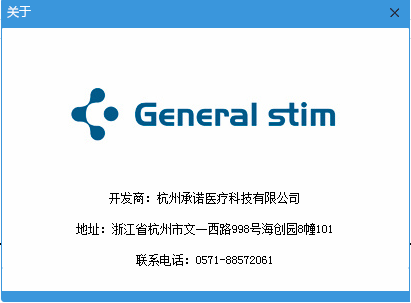 关于
General stim
开发商：杭州承诺医疗科技有限公司
地址：浙江省杭州市文一西路998号海创园8幢101
联系电话：0571-88572061